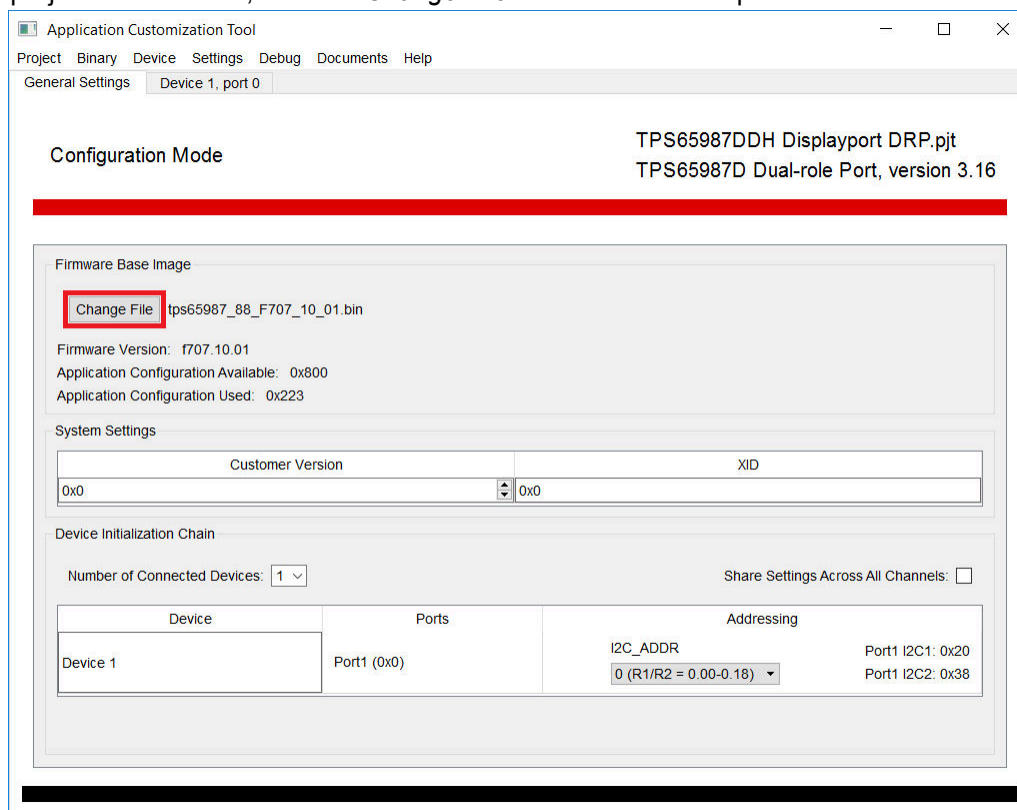 Application Customization Tool
Project Binary Device Settings Debug Documents Help
General Settings Device 1, port 0
Configuration Mode
TPS65987DDH Displayport DRP.pjt
TPS65987D Dual-role Port, version 3.16
Firmware Base Image
Change File tps65987_88_F707_10_01.bin
Firmware Version: f707.10.01
Application Configuration Available: 0x800
Application Configuration Used: 0x223
System Settings
Customer Version XID
0x0 0x0
Device Initialization Chain
Number of Connected Devices: 1 Share Settings Across All Channels:
Device Ports Addressing
Device 1 Port1 (0x0) I2C_ADDR Port1 I2C1: 0x20
0 (R1/R2 = 0.00-0.18) Port1 I2C2: 0x38